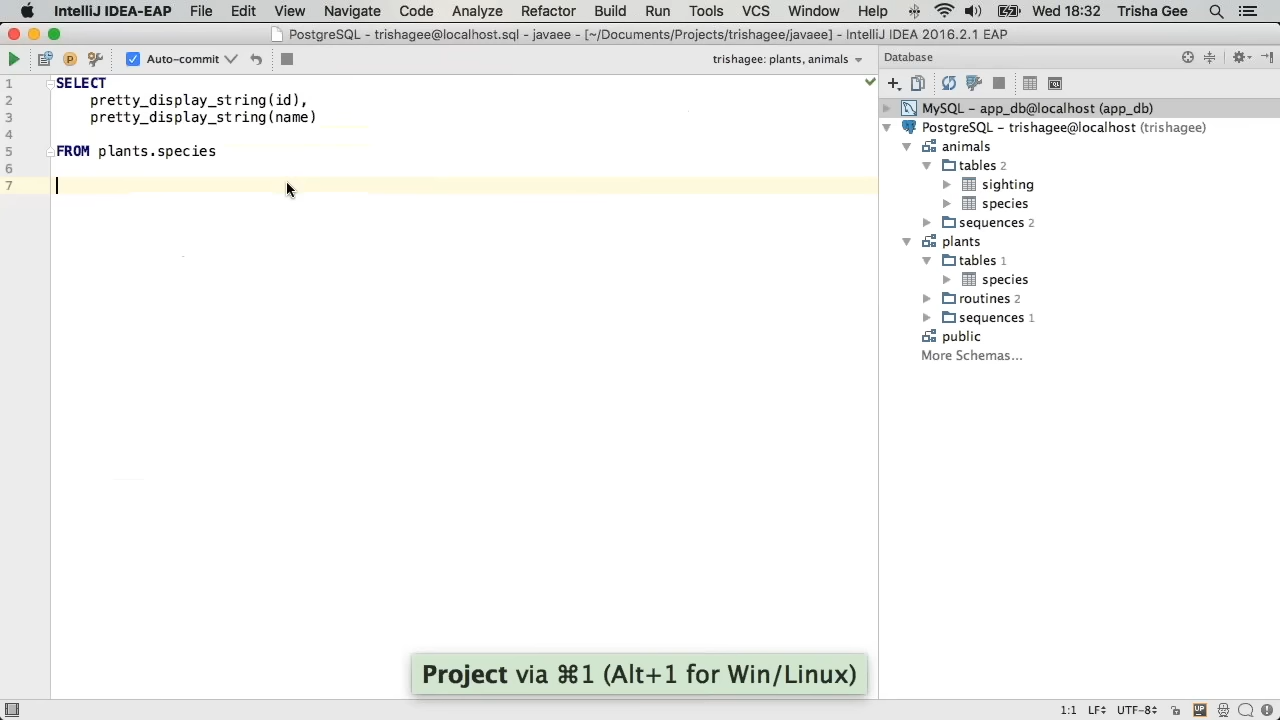 IntelliJ IDEA-EAP File Edit View Navigate Code Analyze Refactor Build Run Tools VCS Window Help Wed 18:32 Trisha Gee
PostgreSQL - trishagee@localhost.sql - javaee - [~/Documents/Projects/trishagee/javaee] - IntelliJ IDEA 2016.2.1 EAP
Auto-commit trishagee: plants, animals
Database
1 SELECT
2 pretty_display_string(id),
3 pretty_display_string(name)
4
5 FROM plants.species
6
7
MySQL - app_db@localhost (app_db)
PostgreSQL - trishagee@localhost (trishagee)
animals
tables 2
sighting
species
sequences 2
plants
tables 1
species
routines 2
sequences 1
public
More Schemas...
Project via ⌘1 (Alt+1 for Win/Linux)
1:1 LF UTF-8